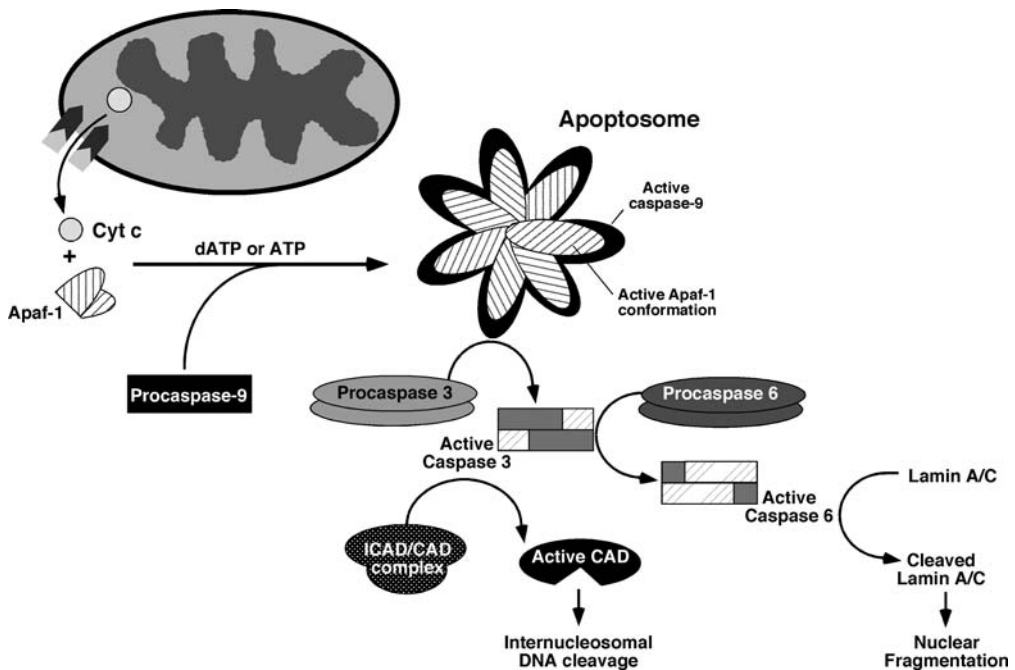 Apoptosome
Active
caspase-9
Cyt c
+
dATP or ATP
Apaf-1
Active Apaf-1
conformation
Procaspase-9
Procaspase 3
Procaspase 6
Active
Caspase 3
Active
Caspase 6
Lamin A/C
ICAD/CAD
complex
Active CAD
Cleaved
Lamin A/C
Internucleosomal
DNA cleavage
Nuclear
Fragmentation